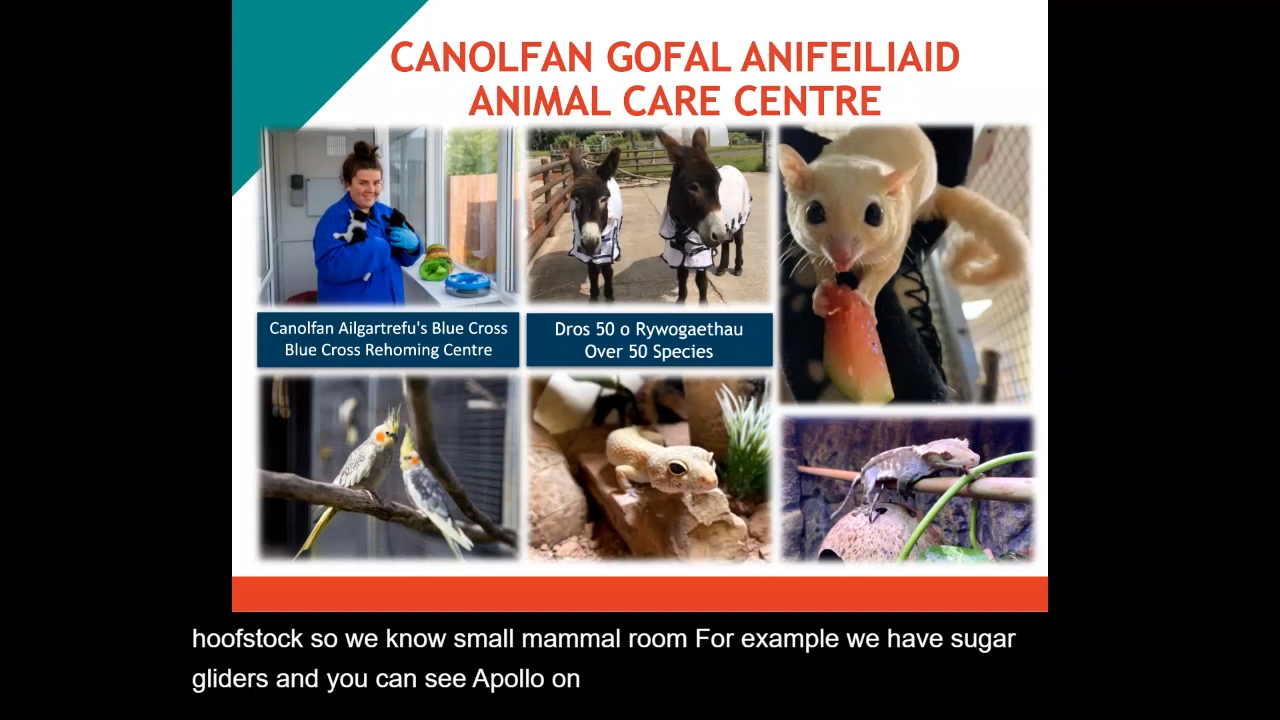 CANOLFAN GOFAL ANIFEILIAID
ANIMAL CARE CENTRE
Canolfan Ailgartrefu's Blue Cross
Blue Cross Rehoming Centre
Dros 50 o Rywogaethau
Over 50 Species
hoofstock so we know small mammal room For example we have sugar
gliders and you can see Apollo on